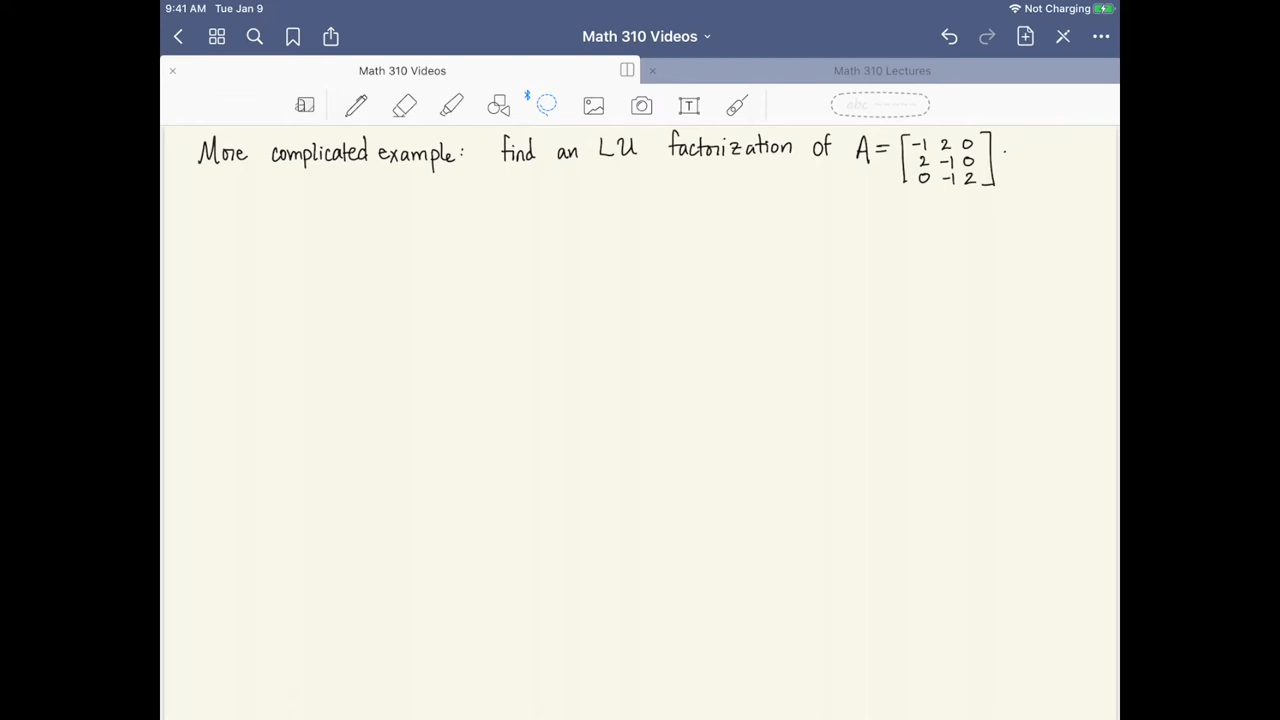 9:41 AM Tue Jan 9
Not Charging
Math 310 Videos
Math 310 Videos
Math 310 Lectures
a
T
abc
More complicated example: find an LU factorization of A = [-1 2 0
2 -1 0
0 -1 2].